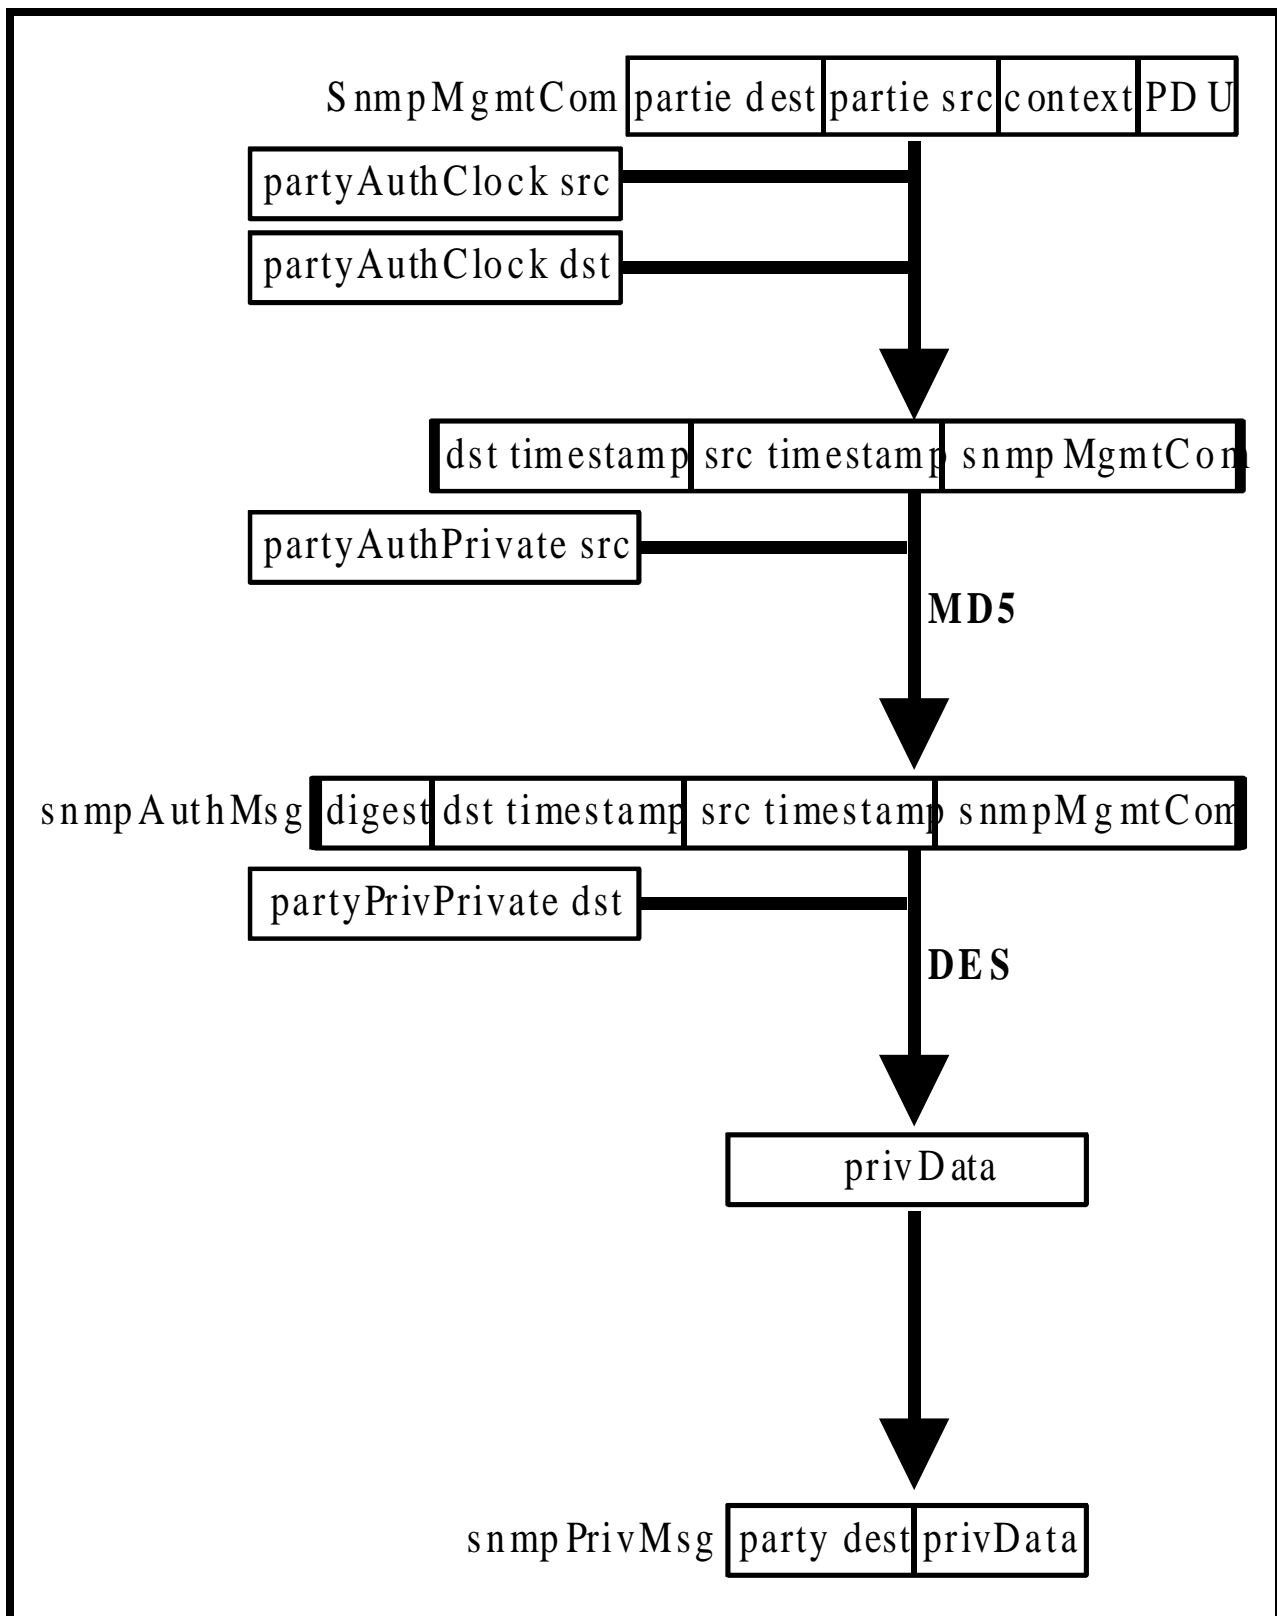 SnmpMgmtCom partie dest partie src context PDU
partyAuthClock src
partyAuthClock dst
dst timestamp src timestamp snmpMgmtCom
partyAuthPrivate src
MD5
snmpAuthMsg digest dst timestamp src timestamp snmpMgmtCom
partyPrivPrivate dst
DES
privData
snmpPrivMsg party dest privData